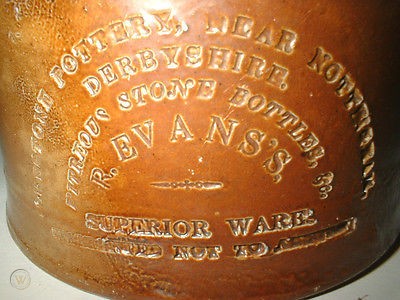 POTTERY, NEAR
DERBYSHIRE.
VITREOUS STONE BOTTLES, &c.
R. EVANS'S,
SUPERIOR WARE.
NOT TO